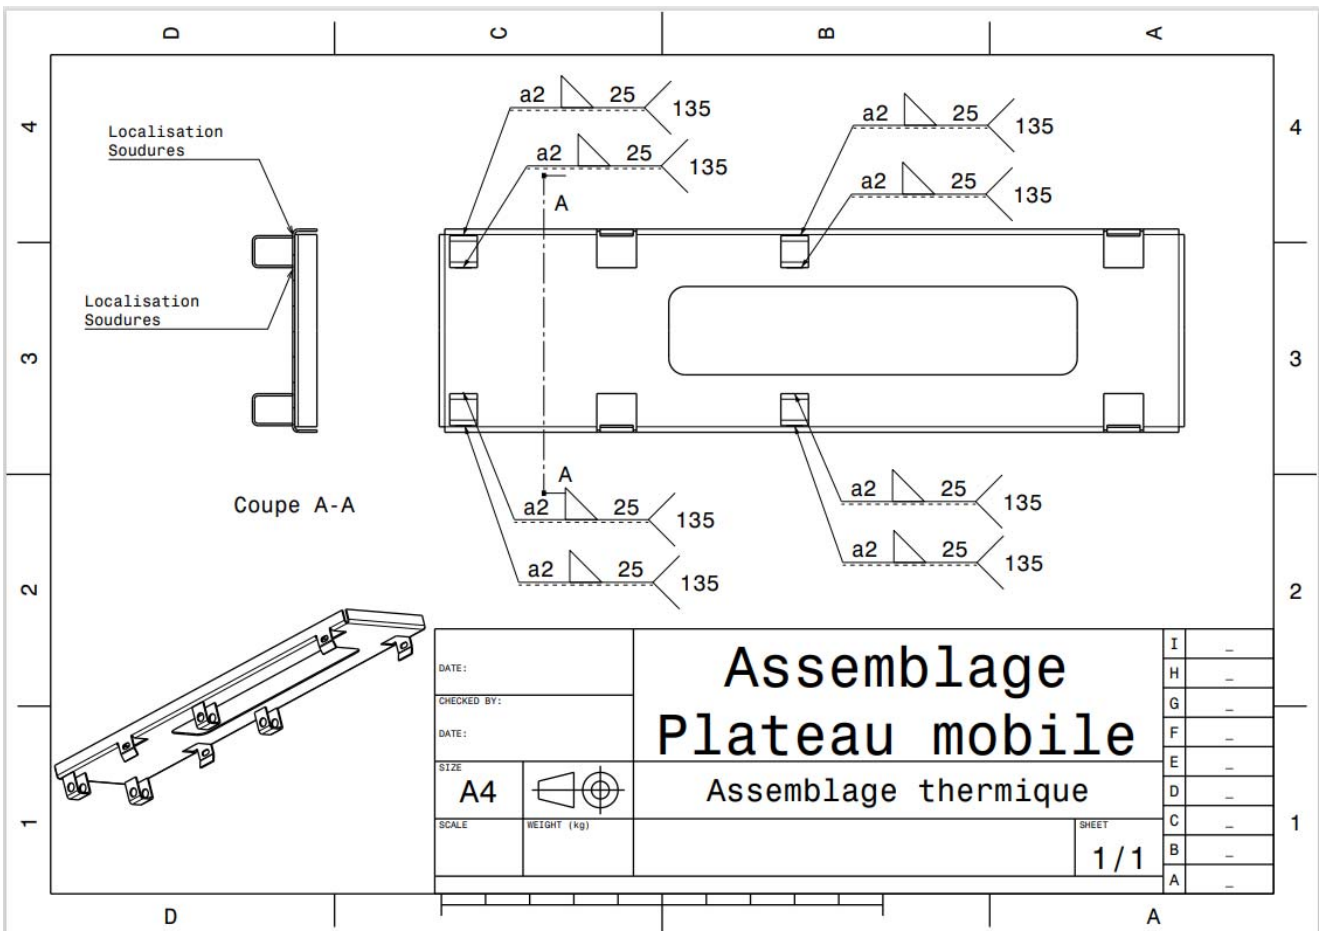 D C B A
4 4
Localisation
Soudures
a2 25 135
a2 25 135
a2 25 135
a2 25 135
A
3 3
Localisation
Soudures
A
Coupe A-A
a2 25 135
a2 25 135
a2 25 135
a2 25 135
2 2
DATE:
CHECKED BY:
DATE:
Assemblage
Plateau mobile
SIZE
A4
Assemblage thermique
SCALE
WEIGHT (kg)
SHEET
1/1
I _
H _
G _
F _
E _
D _
C _
B _
A _
1 1
D A